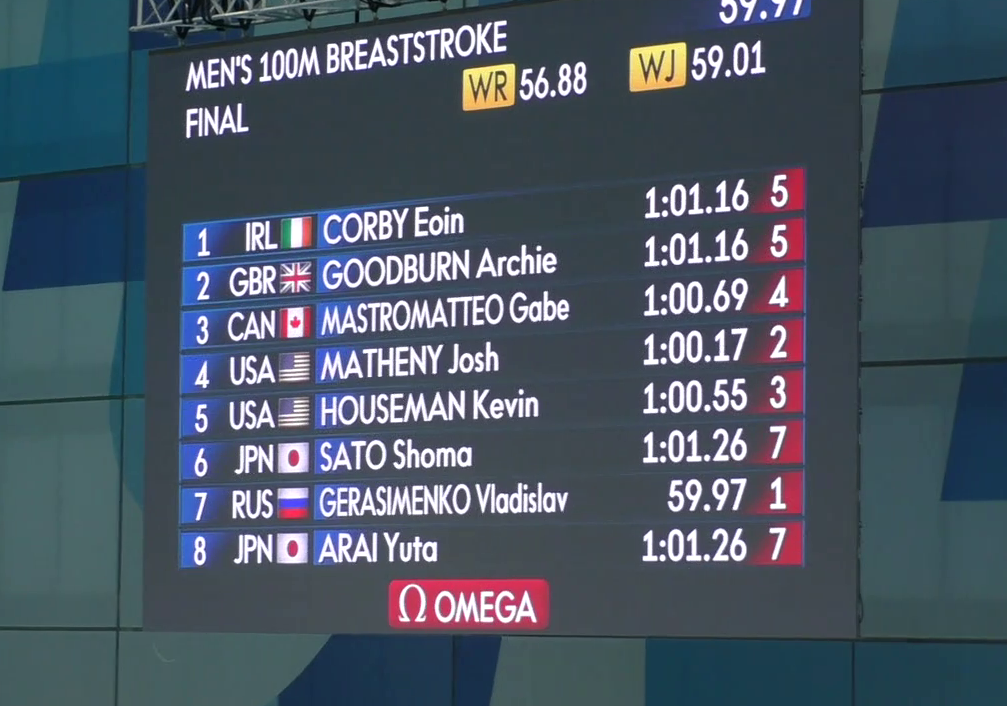 59.97
MEN'S 100M BREASTSTROKE
WR 56.88 WJ 59.01
FINAL
1 IRL CORBY Eoin 1:01.16 5
2 GBR GOODBURN Archie 1:01.16 5
3 CAN MASTROMATTEO Gabe 1:00.69 4
4 USA MATHENY Josh 1:00.17 2
5 USA HOUSEMAN Kevin 1:00.55 3
6 JPN SATO Shoma 1:01.26 7
7 RUS GERASIMENKO Vladislav 59.97 1
8 JPN ARAI Yuta 1:01.26 7
Ω OMEGA